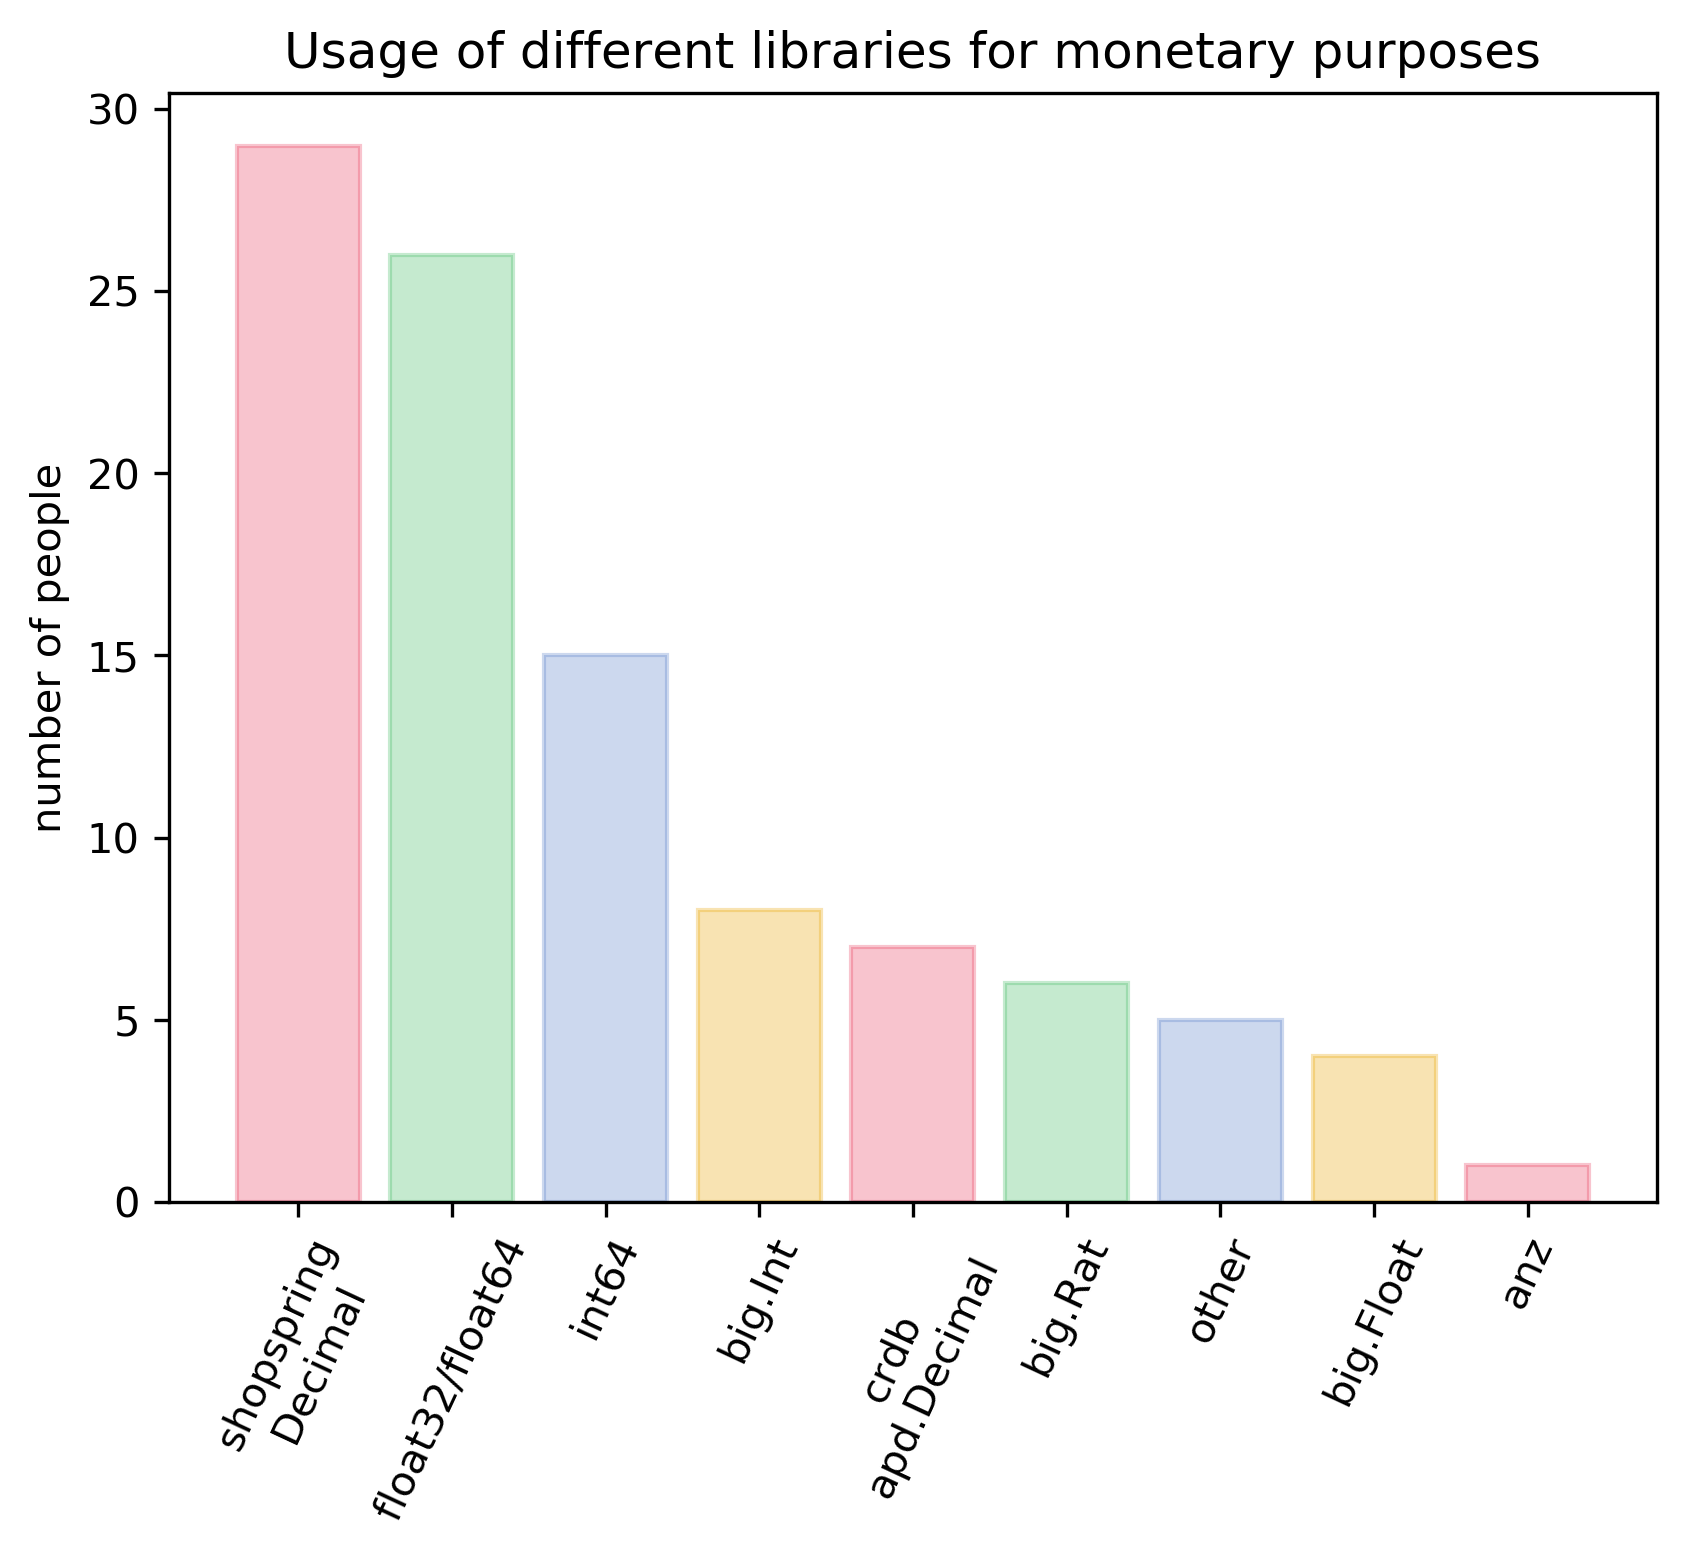 Usage of different libraries for monetary purposes
number of people
30
25
20
15
10
5
0
shopspring
Decimal
float32/float64
int64
big.Int
crdb
apd.Decimal
big.Rat
other
big.Float
anz